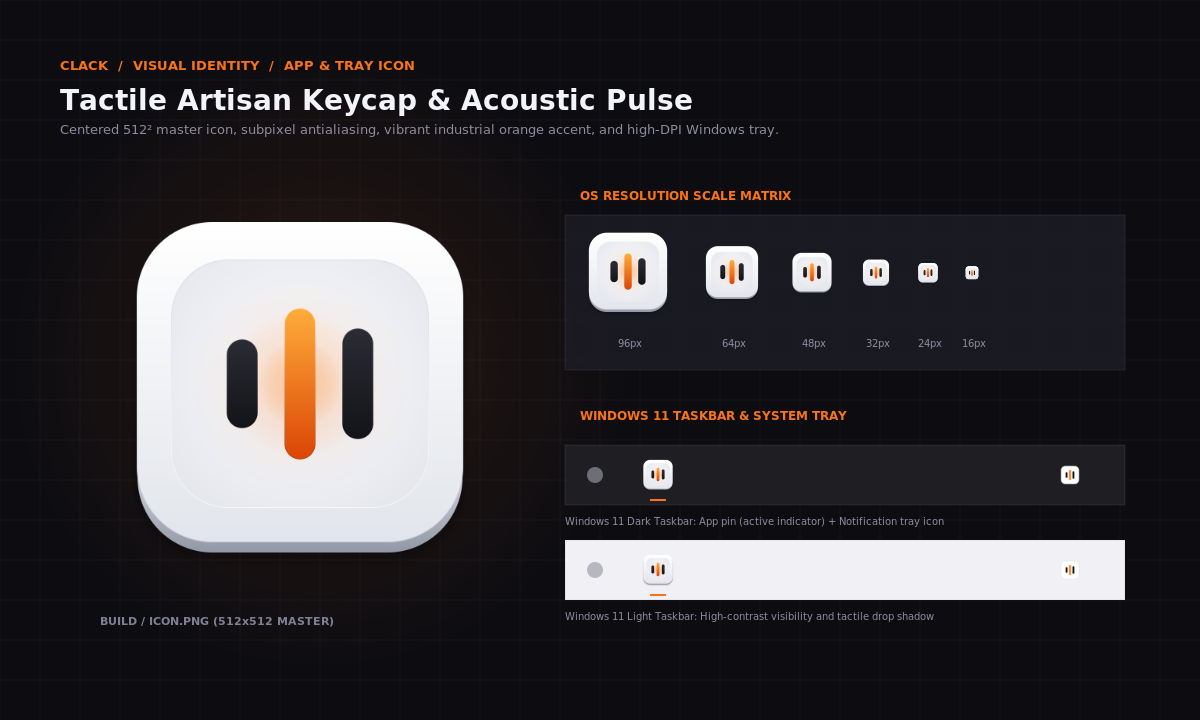 CLACK / VISUAL IDENTITY / APP & TRAY ICON
Tactile Artisan Keycap & Acoustic Pulse
Centered 512² master icon, subpixel antialiasing, vibrant industrial orange accent, and high-DPI Windows tray.
OS RESOLUTION SCALE MATRIX
96px 64px 48px 32px 24px 16px
WINDOWS 11 TASKBAR & SYSTEM TRAY
Windows 11 Dark Taskbar: App pin (active indicator) + Notification tray icon
Windows 11 Light Taskbar: High-contrast visibility and tactile drop shadow
BUILD / ICON.PNG (512x512 MASTER)